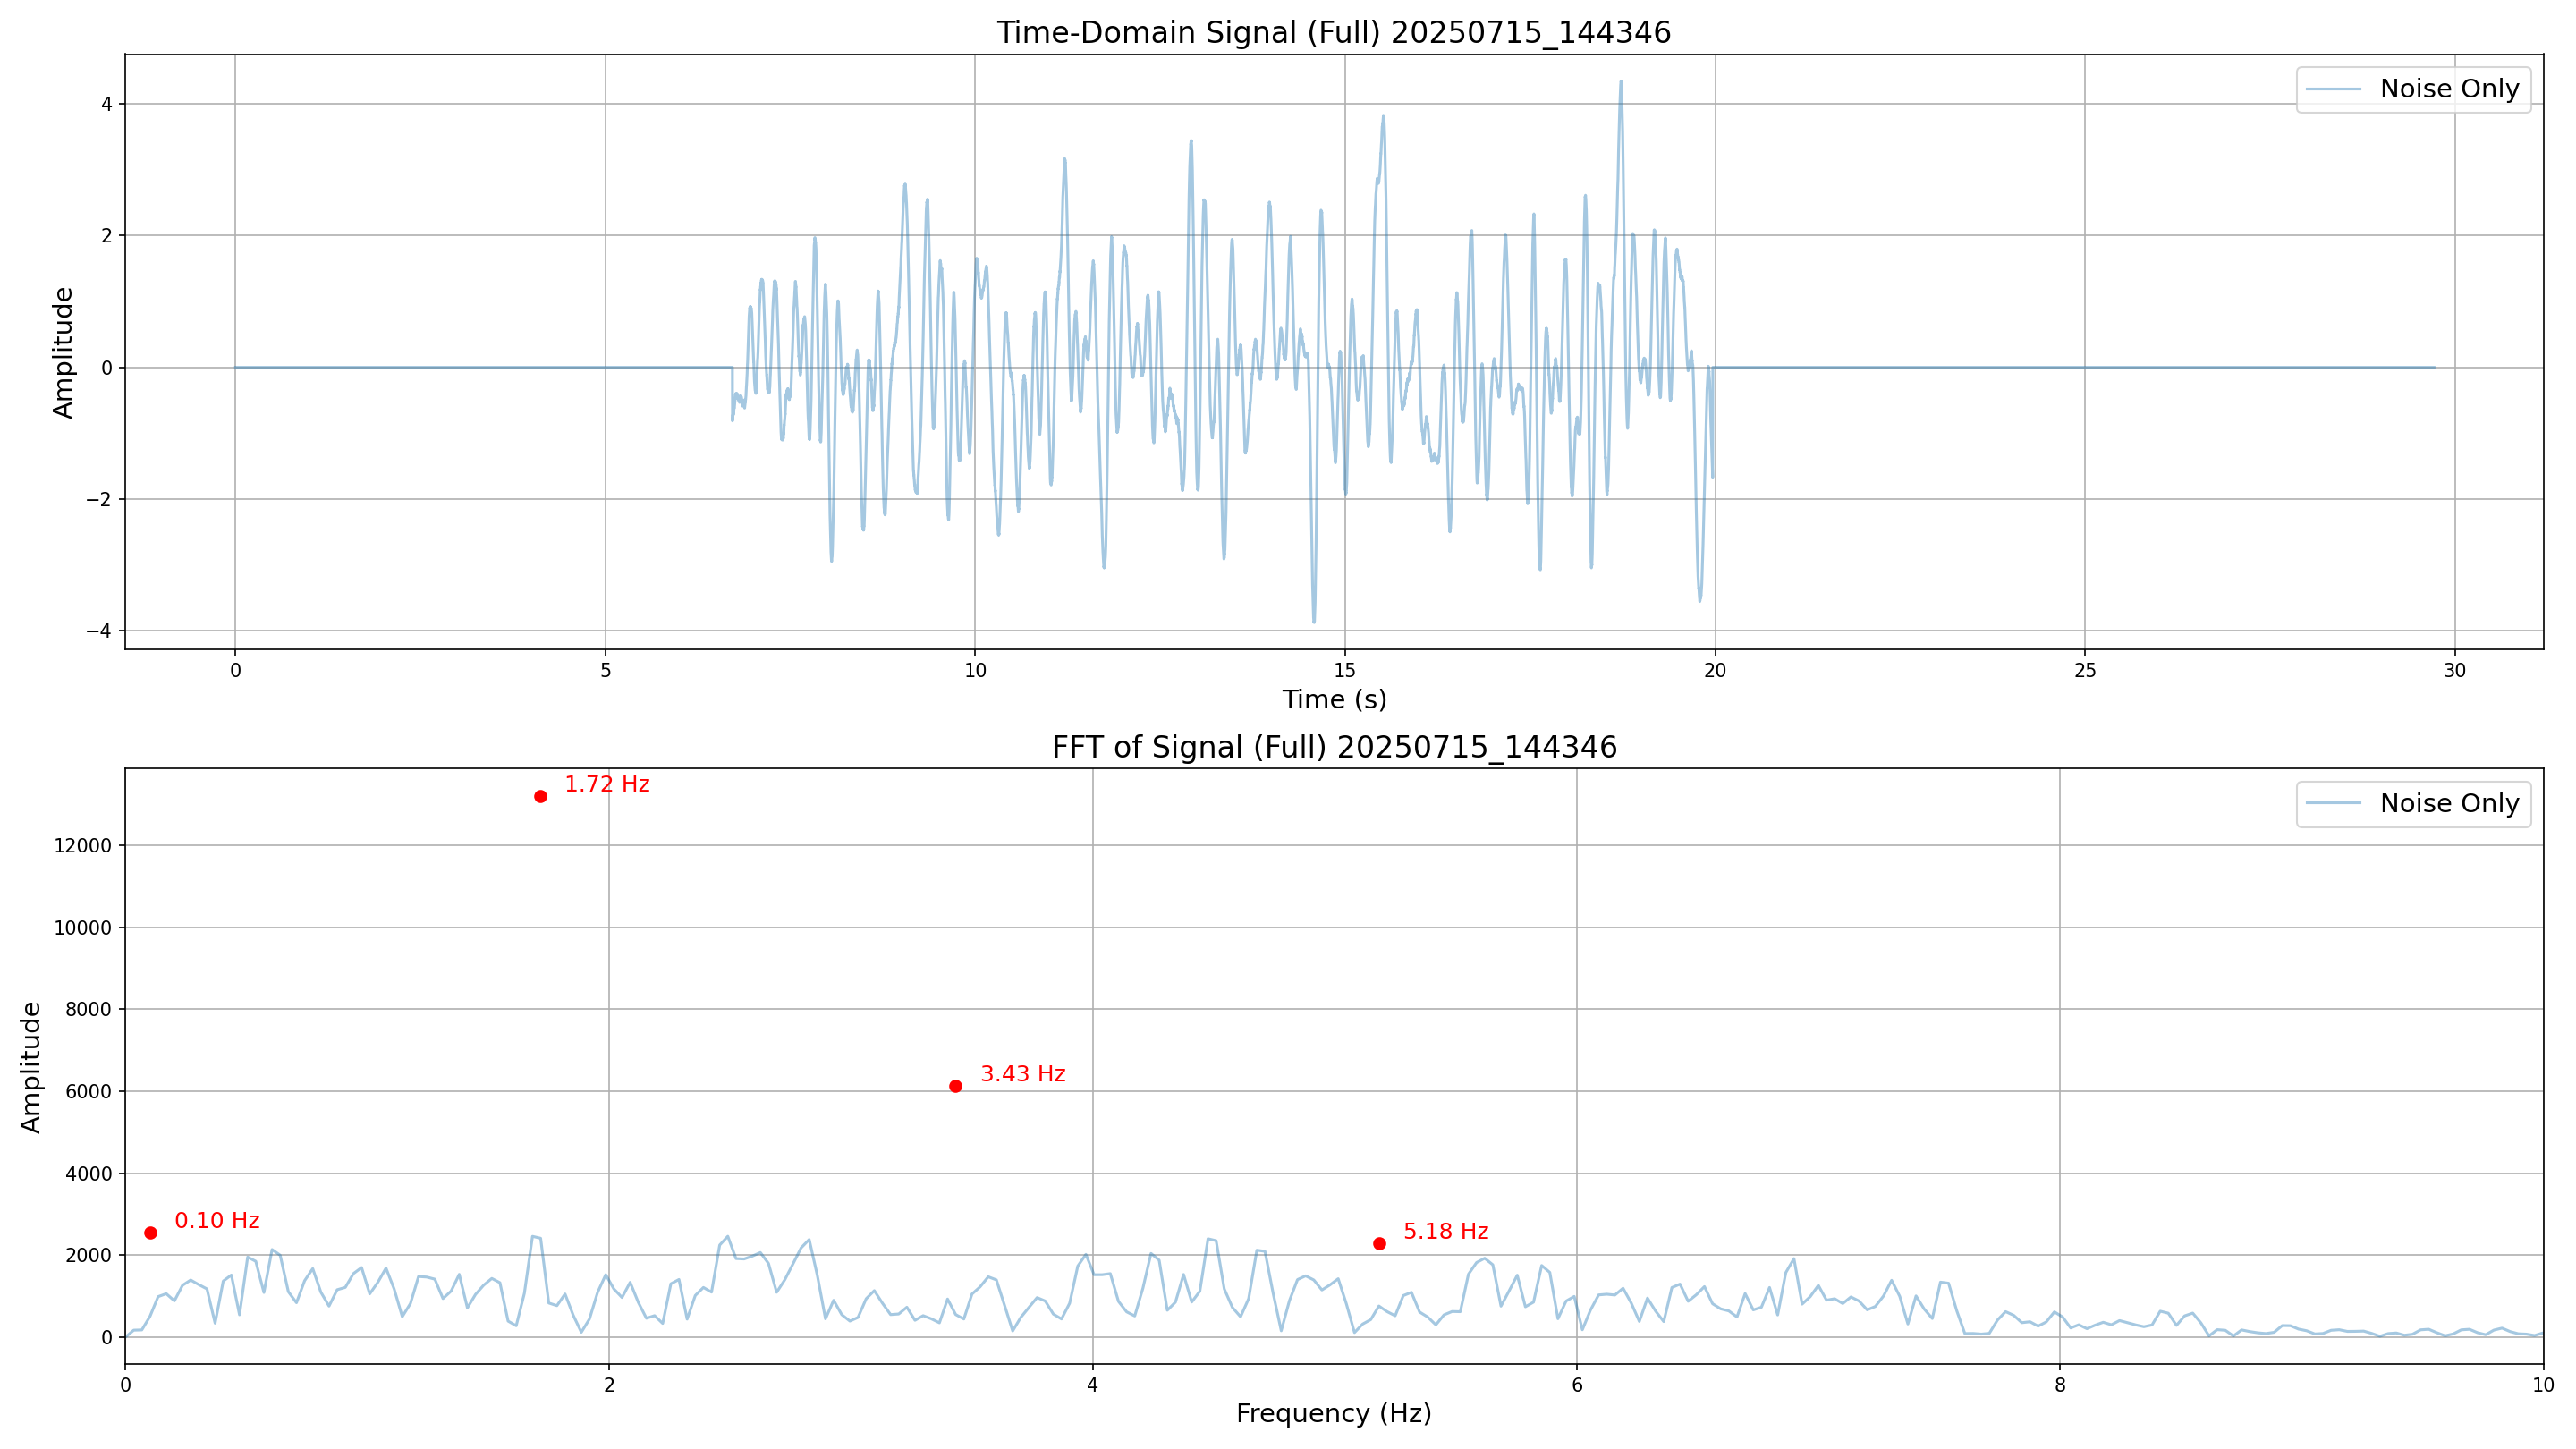 Time-Domain Signal (Full) 20250715_144346
Noise Only
Amplitude
4
2
0
−2
−4
0 5 10 15 20 25 30
Time (s)
FFT of Signal (Full) 20250715_144346
Noise Only
Amplitude
12000
10000
8000
6000
4000
2000
0
1.72 Hz
3.43 Hz
0.10 Hz
5.18 Hz
0 2 4 6 8 10
Frequency (Hz)